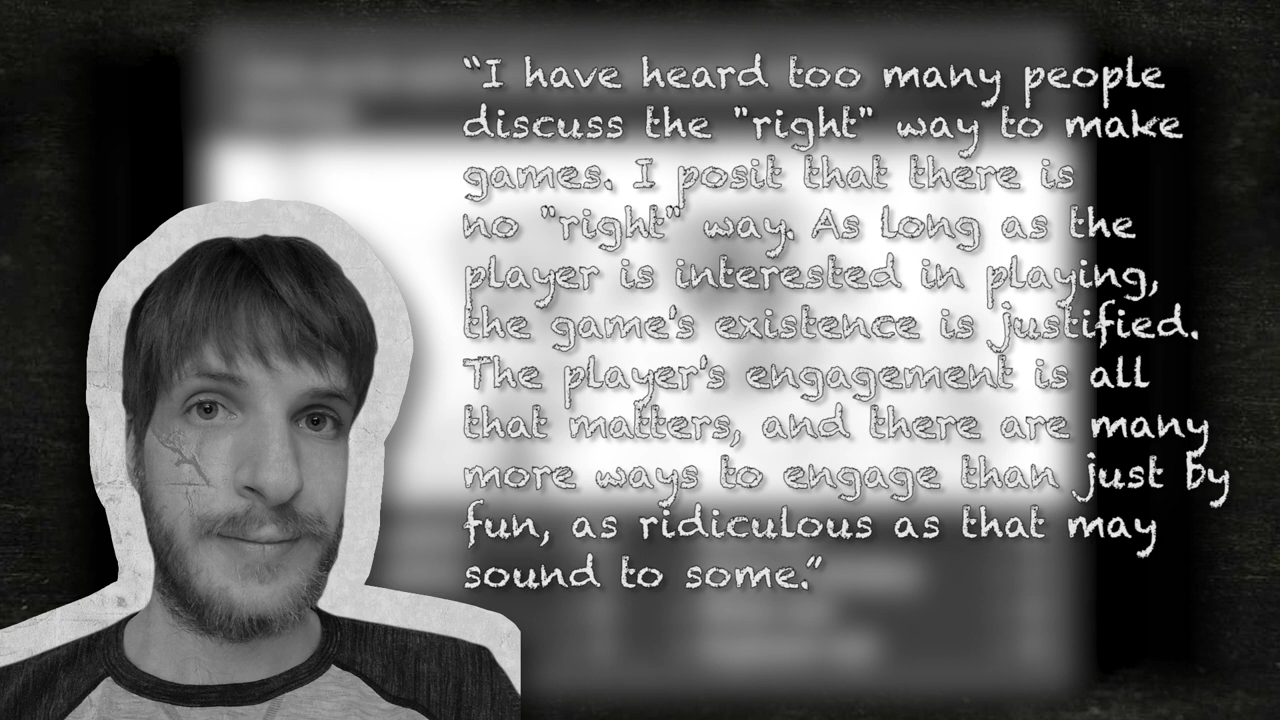 “I have heard too many people
discuss the "right" way to make
games. I posit that there is
no "right" way. As long as the
player is interested in playing,
the game's existence is justified.
The player's engagement is all
that matters, and there are many
more ways to engage than just by
fun, as ridiculous as that may
sound to some.”